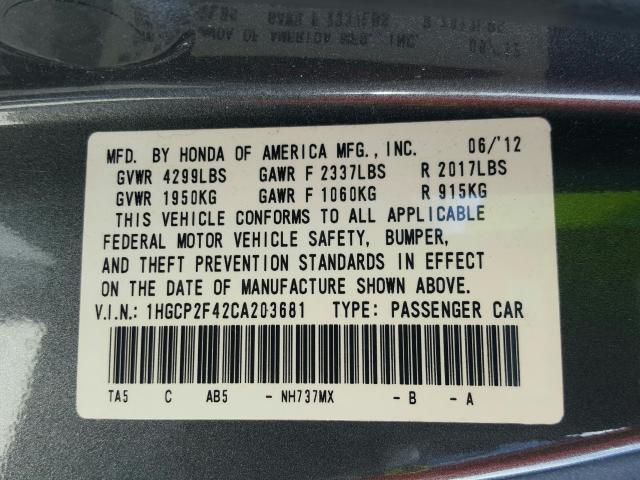 MFD. BY HONDA OF AMERICA MFG., INC. 06/'12
GVWR 4299LBS GAWR F 2337LBS R 2017LBS
GVWR 1950KG GAWR F 1060KG R 915KG
THIS VEHICLE CONFORMS TO ALL APPLICABLE
FEDERAL MOTOR VEHICLE SAFETY, BUMPER,
AND THEFT PREVENTION STANDARDS IN EFFECT
ON THE DATE OF MANUFACTURE SHOWN ABOVE.
V.I.N.: 1HGCP2F42CA203681 TYPE: PASSENGER CAR
TA5 C AB5 - NH737MX - B - A